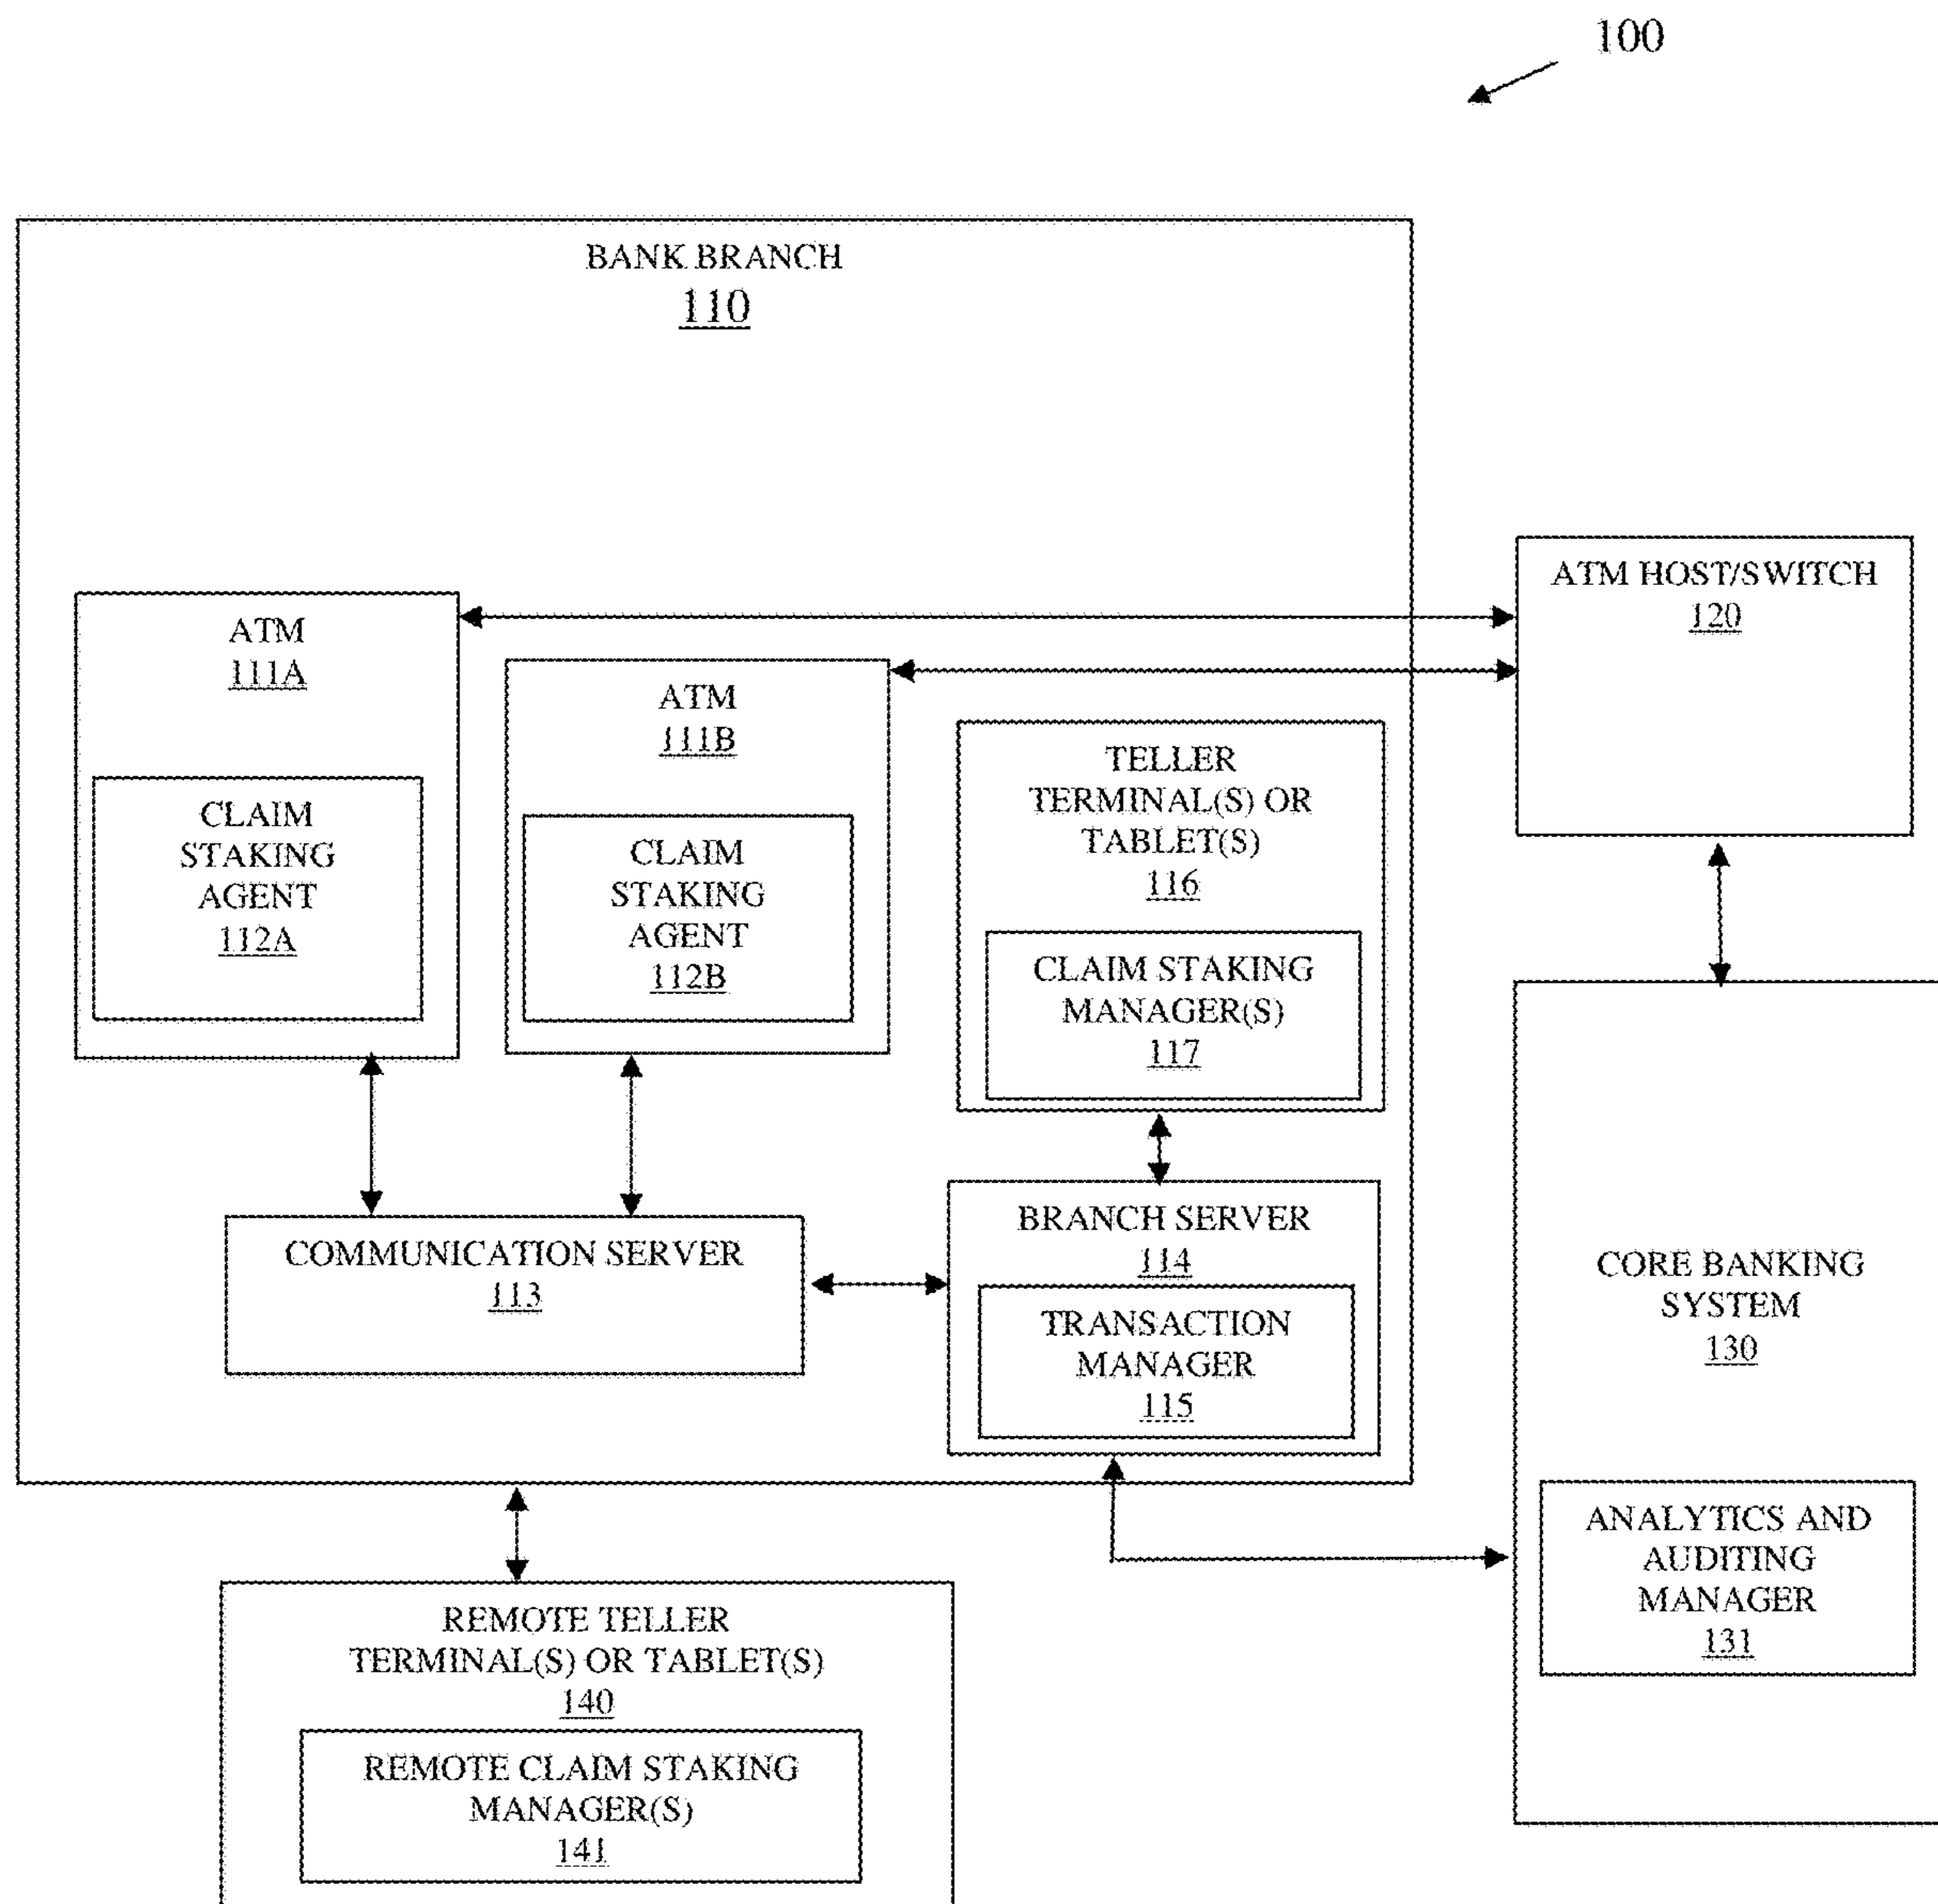 100
BANK BRANCH
110
ATM HOST/SWITCH
120
ATM
111A
CLAIM
STAKING
AGENT
112A
ATM
111B
CLAIM
STAKING
AGENT
112B
TELLER
TERMINAL(S) OR
TABLET(S)
116
CLAIM STAKING
MANAGER(S)
117
COMMUNICATION SERVER
113
BRANCH SERVER
114
TRANSACTION
MANAGER
115
CORE BANKING
SYSTEM
130
ANALYTICS AND
AUDITING
MANAGER
131
REMOTE TELLER
TERMINAL(S) OR TABLET(S)
140
REMOTE CLAIM STAKING
MANAGER(S)
141